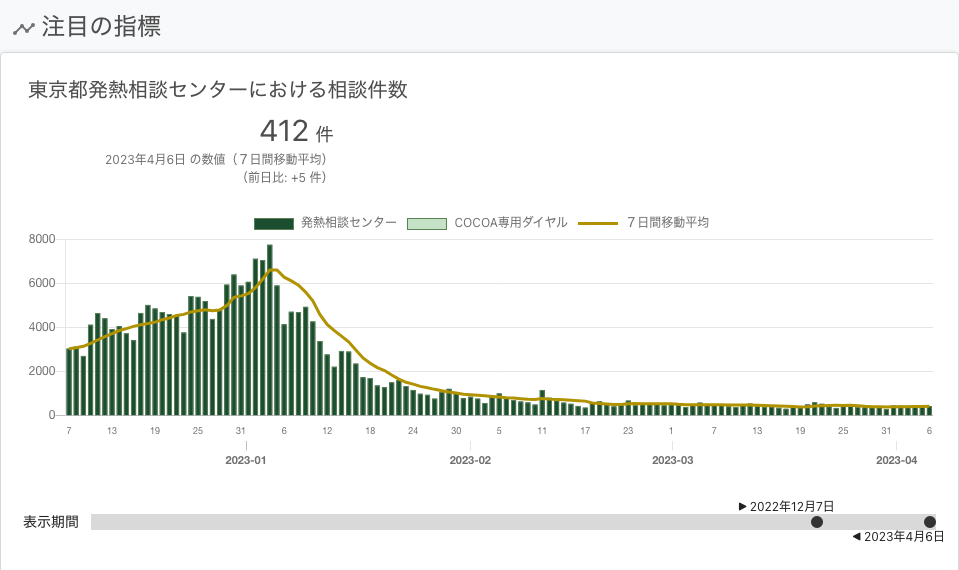 注目の指標
東京都発熱相談センターにおける相談件数
412 件
2023年4月6日 の数値（７日間移動平均）
（前日比: +5 件）
発熱相談センター COCOA専用ダイヤル ７日間移動平均
8000
6000
4000
2000
0
7 13 19 25 31 6 12 18 24 30 5 11 17 23 1 7 13 19 25 31 6
2023-01 2023-02 2023-03 2023-04
▶ 2022年12月7日
表示期間
◀ 2023年4月6日